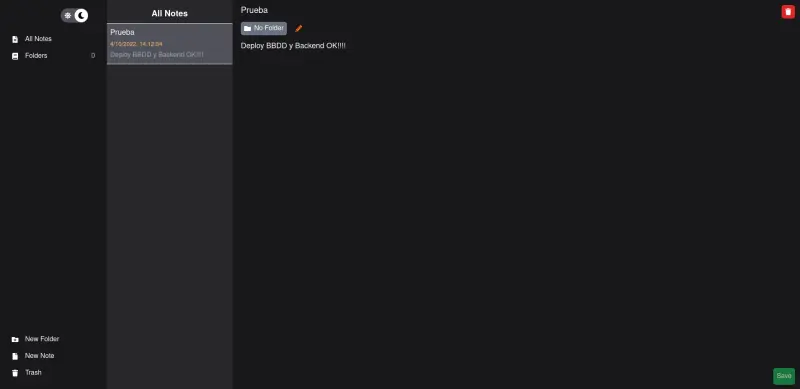 All Notes
Folders
0
New Folder
New Note
Trash
All Notes
Prueba
4/10/2022, 14:12:04
Deploy BBDD y Backend OK!!!!
Prueba
No Folder
Deploy BBDD y Backend OK!!!!
Save